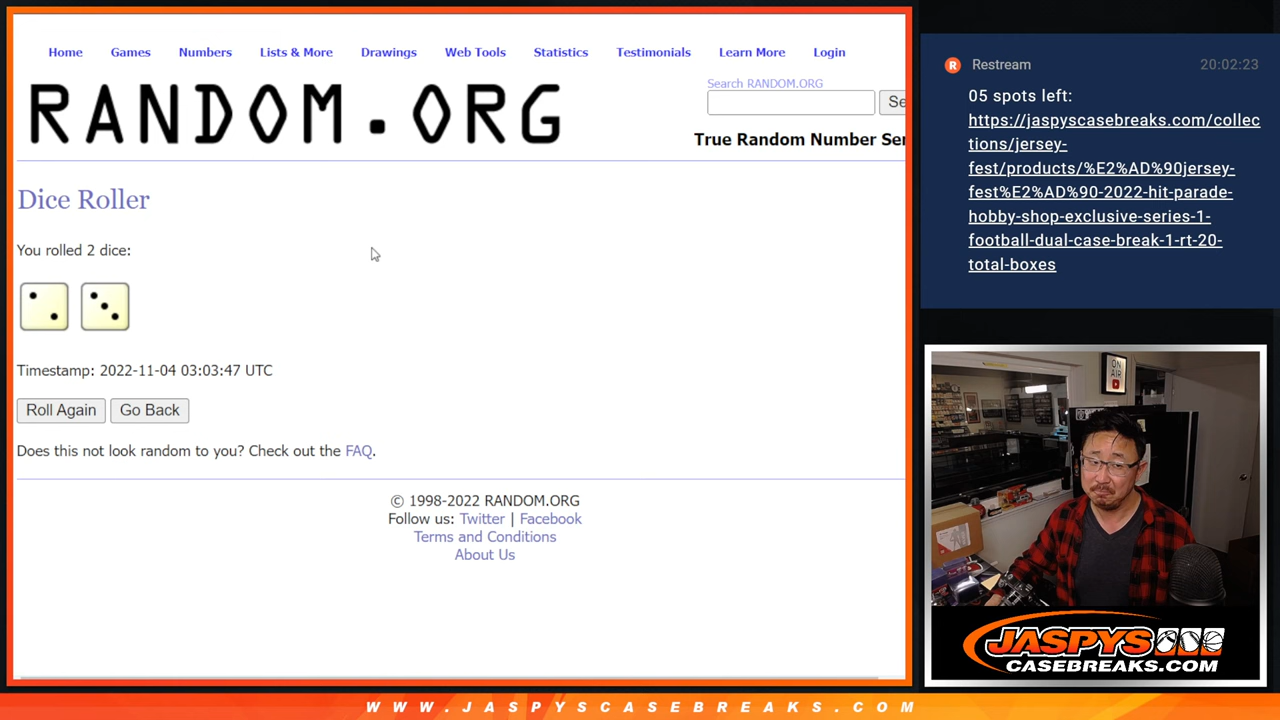 Home Games Numbers Lists & More Drawings Web Tools Statistics Testimonials Learn More Login
RANDOM.ORG
Search RANDOM.ORG
Se
True Random Number Ser
Dice Roller
You rolled 2 dice:
Timestamp: 2022-11-04 03:03:47 UTC
Roll Again Go Back
Does this not look random to you? Check out the FAQ.
© 1998-2022 RANDOM.ORG
Follow us: Twitter | Facebook
Terms and Conditions
About Us
R Restream 20:02:23
05 spots left:
https://jaspyscasebreaks.com/collec
tions/jersey-
fest/products/%E2%AD%90jersey-
fest%E2%AD%90-2022-hit-parade-
hobby-shop-exclusive-series-1-
football-dual-case-break-1-rt-20-
total-boxes
ON
AIR
JASPYS
CASEBREAKS.COM
WWW.JASPYSCASEBREAKS.COM